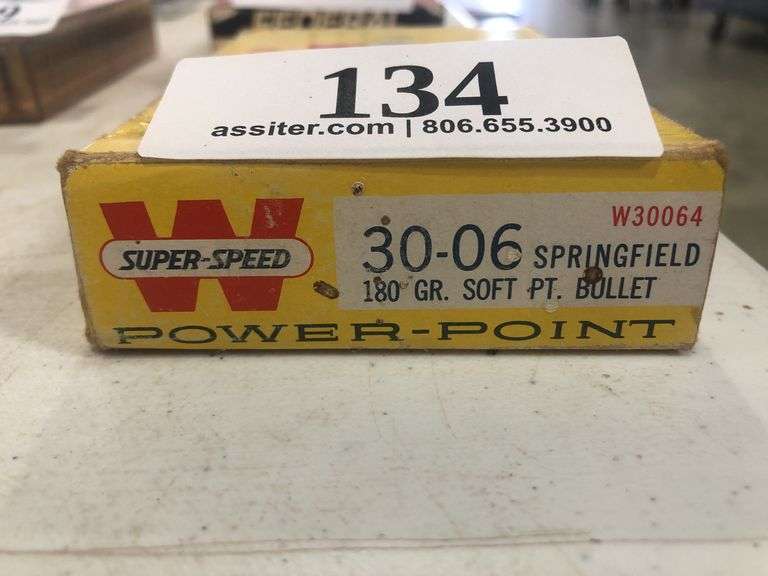 9
134
assiter.com | 806.655.3900
W
SUPER-SPEED
W30064
30-06 SPRINGFIELD
180 GR. SOFT PT. BULLET
POWER-POINT